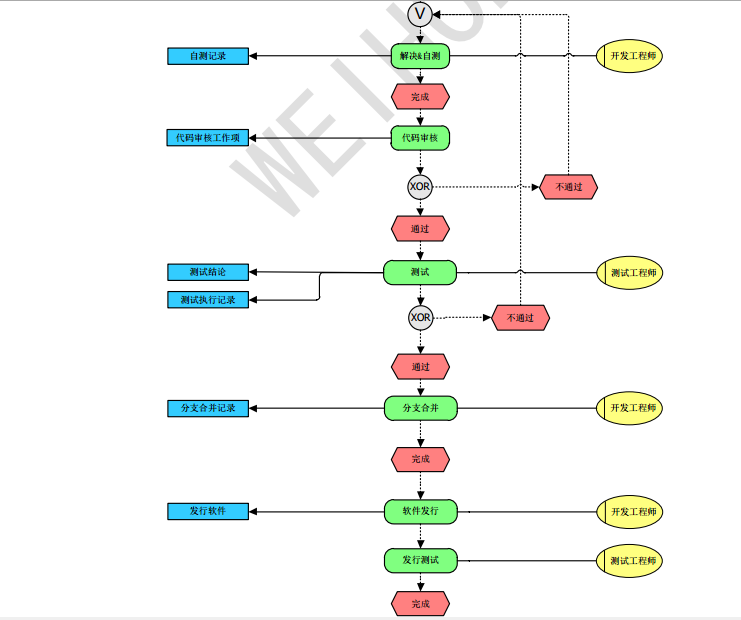 V
自测记录
解决&自测
开发工程师
完成
代码审核工作项
代码审核
XOR
不通过
通过
测试结论
测试
测试工程师
测试执行记录
XOR
不通过
通过
分支合并记录
分支合并
开发工程师
完成
发行软件
软件发行
开发工程师
发行测试
测试工程师
完成
WEIHO